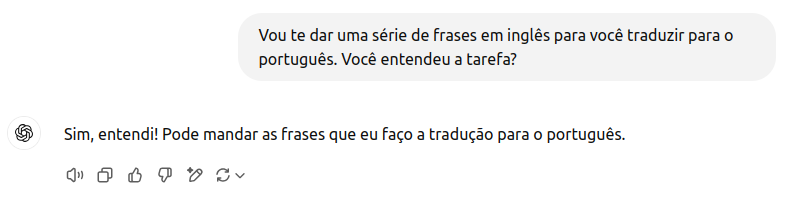 Vou te dar uma série de frases em inglês para você traduzir para o
português. Você entendeu a tarefa?
Sim, entendi! Pode mandar as frases que eu faço a tradução para o português.